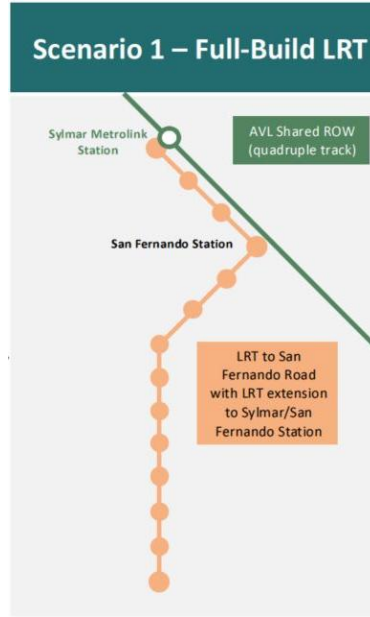 Scenario 1 – Full-Build LRT
Sylmar Metrolink
Station
AVL Shared ROW
(quadruple track)
San Fernando Station
LRT to San
Fernando Road
with LRT extension
to Sylmar/San
Fernando Station